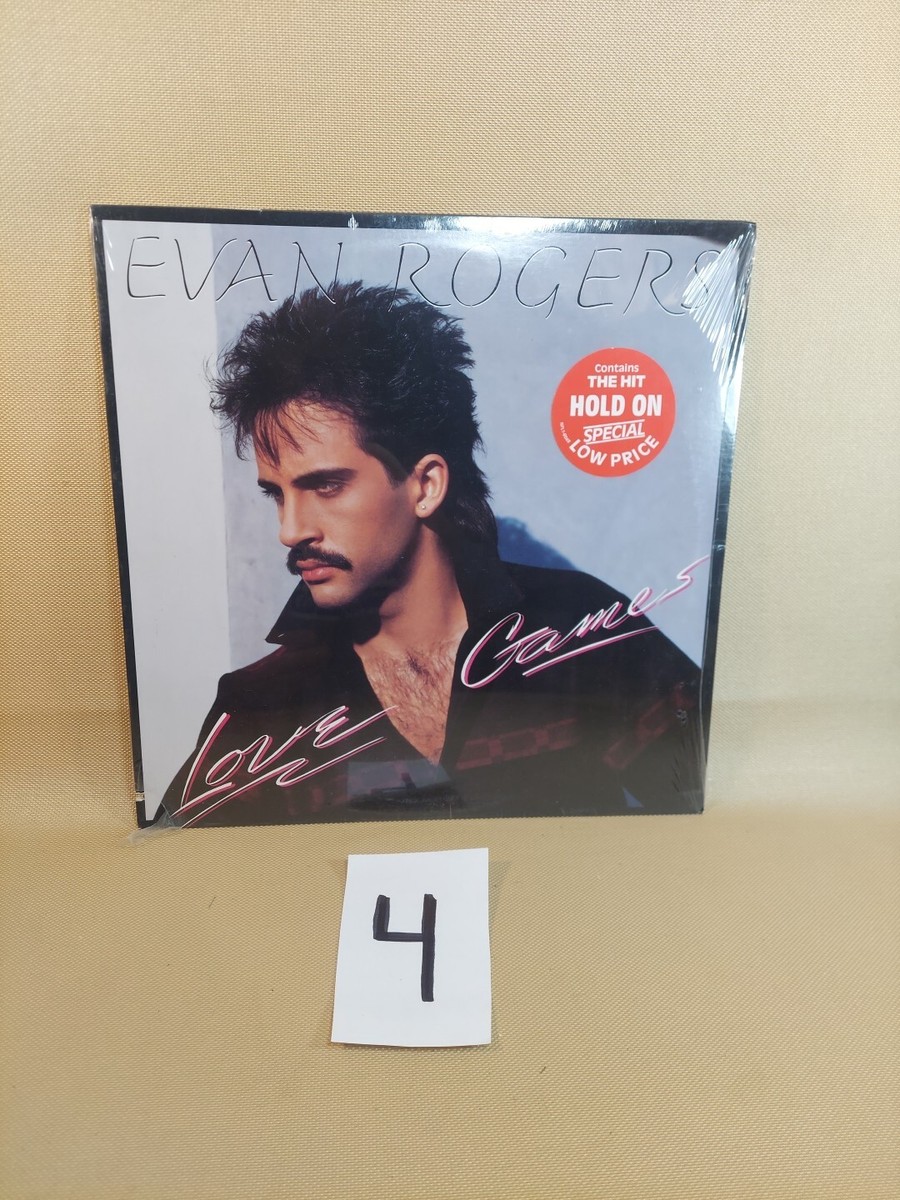 EVAN ROGERS
Contains
THE HIT
HOLD ON
SPECIAL
LOW PRICE
Love Games
4